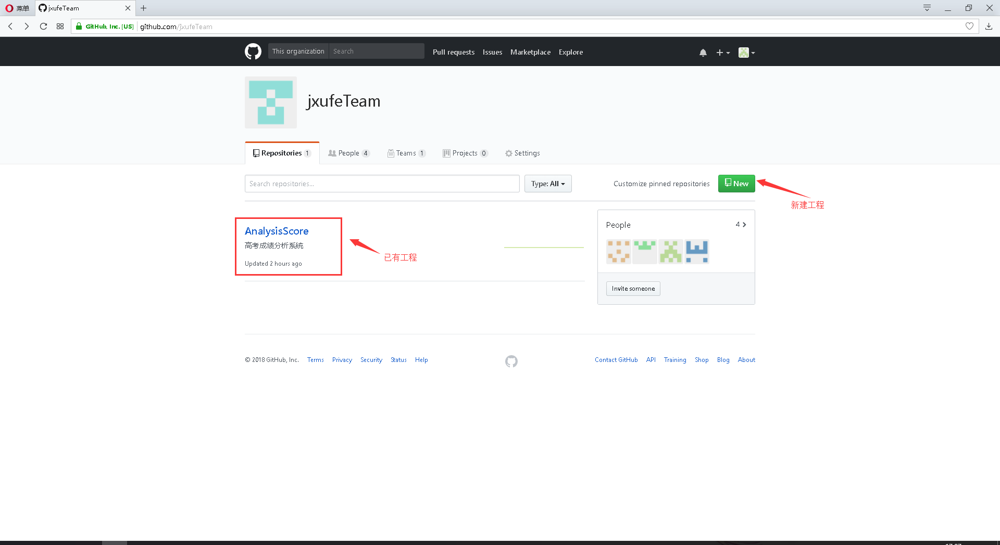 菜单
jxufeTeam
GitHub, Inc. [US]
github.com/jxufeTeam
This organization
Search
Pull requests
Issues
Marketplace
Explore
jxufeTeam
Repositories 1
People 4
Teams 1
Projects 0
Settings
Search repositories...
Type: All
Customize pinned repositories
New
新建工程
AnalysisScore
高考成绩分析系统
Updated 2 hours ago
已有工程
People
4
Invite someone
© 2018 GitHub, Inc.
Terms
Privacy
Security
Status
Help
Contact GitHub
API
Training
Shop
Blog
About